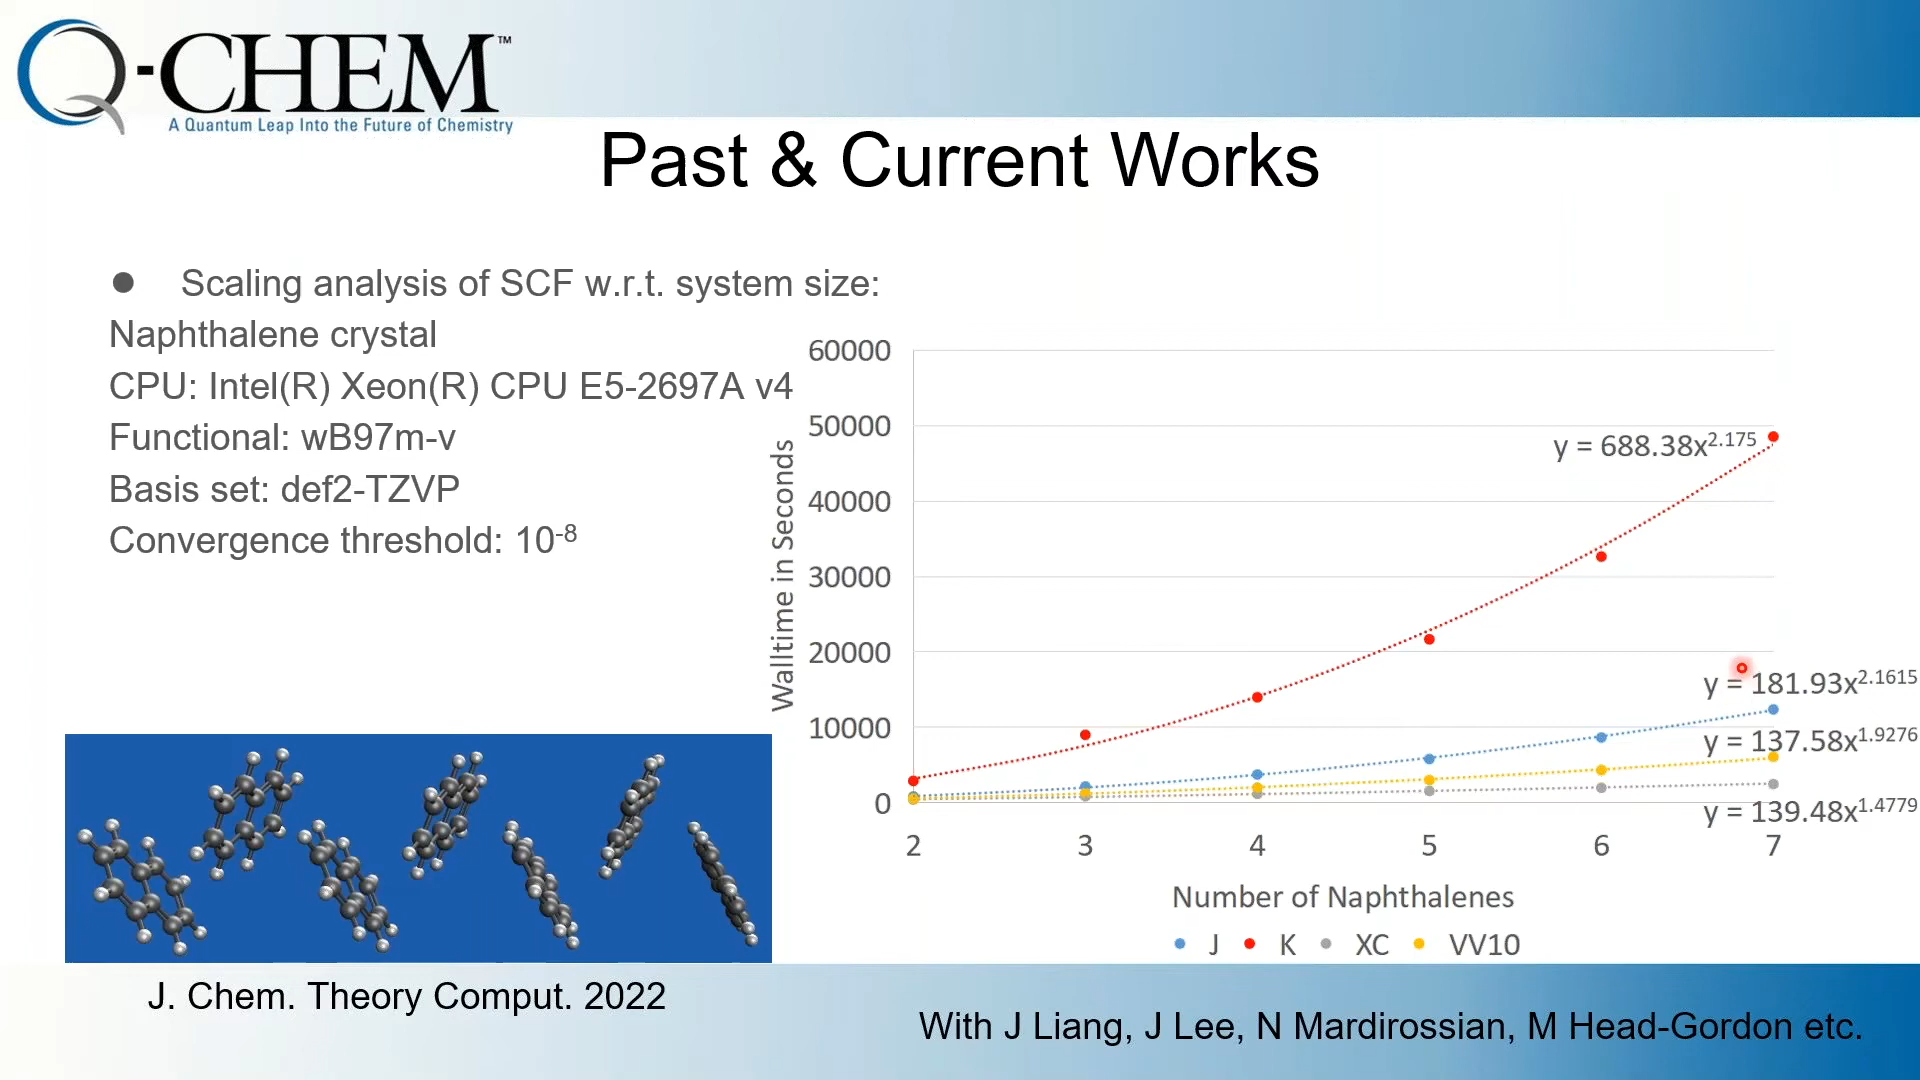 Q-CHEM™
A Quantum Leap Into the Future of Chemistry
Past & Current Works
● Scaling analysis of SCF w.r.t. system size:
Naphthalene crystal
CPU: Intel(R) Xeon(R) CPU E5-2697A v4
Functional: wB97m-v
Basis set: def2-TZVP
Convergence threshold: 10⁻⁸
Walltime in Seconds
60000
50000
40000
30000
20000
10000
0
y = 688.38x²·¹⁷⁵
y = 181.93x²·¹⁶¹⁵
y = 137.58x¹·⁹²⁷⁶
y = 139.48x¹·⁴⁷⁷⁹
2 3 4 5 6 7
Number of Naphthalenes
J K XC VV10
J. Chem. Theory Comput. 2022
With J Liang, J Lee, N Mardirossian, M Head-Gordon etc.